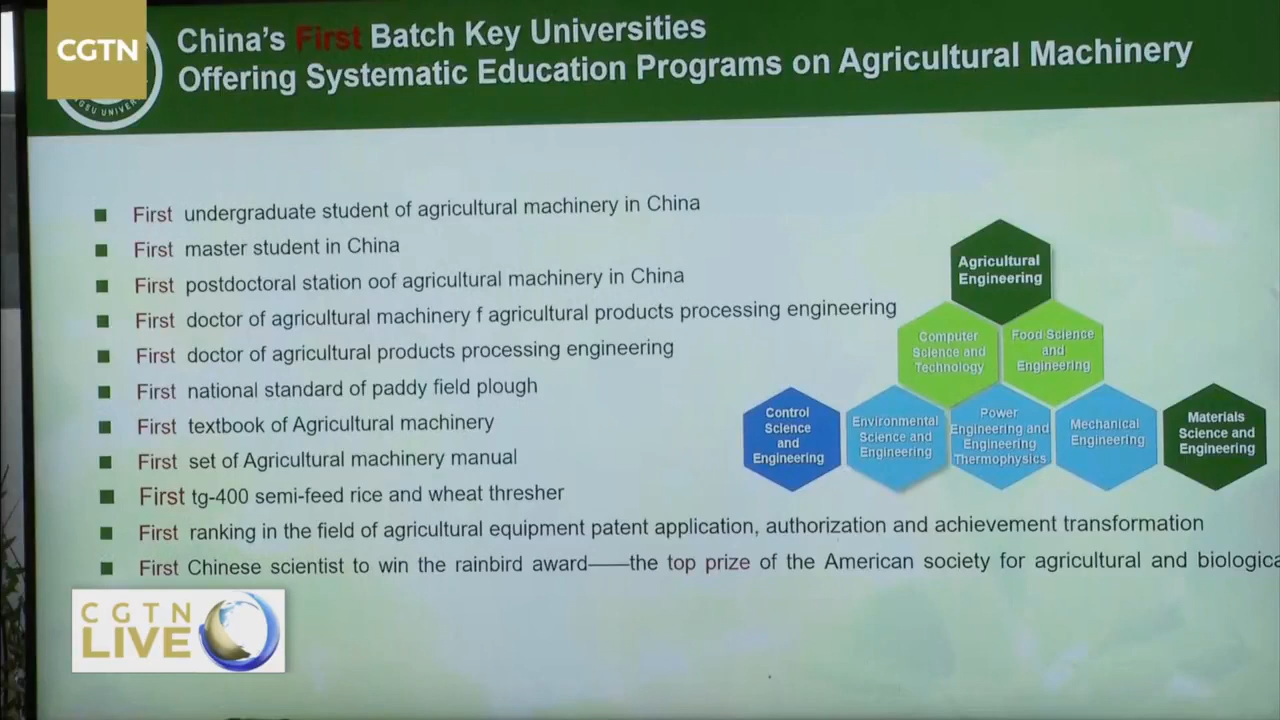 CGTN
China's First Batch Key Universities
Offering Systematic Education Programs on Agricultural Machinery
First undergraduate student of agricultural machinery in China
First master student in China
First postdoctoral station oof agricultural machinery in China
First doctor of agricultural machinery f agricultural products processing engineering
First doctor of agricultural products processing engineering
First national standard of paddy field plough
First textbook of Agricultural machinery
First set of Agricultural machinery manual
First tg-400 semi-feed rice and wheat thresher
First ranking in the field of agricultural equipment patent application, authorization and achievement transformation
First Chinese scientist to win the rainbird award——the top prize of the American society for agricultural and biologica
Agricultural
Engineering
Computer
Science and
Technology
Food Science
and
Engineering
Control
Science
and
Engineering
Environmental
Science and
Engineering
Power
Engineering and
Engineering
Thermophysics
Mechanical
Engineering
Materials
Science and
Engineering
CGTN
LIVE